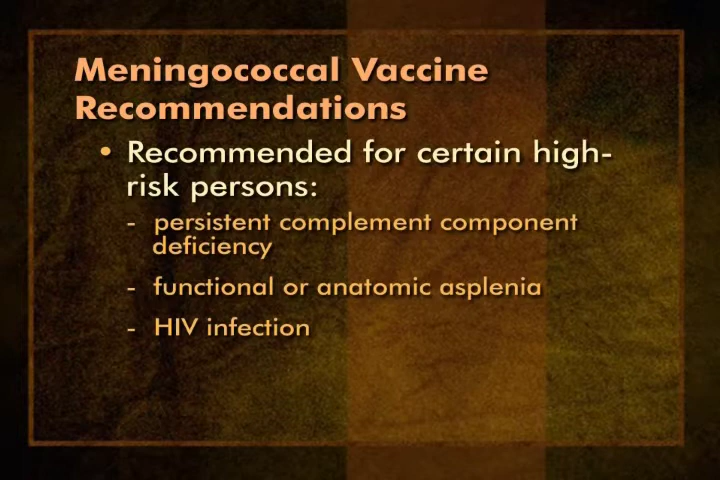 Meningococcal Vaccine
Recommendations
• Recommended for certain high-
risk persons:
- persistent complement component
deficiency
- functional or anatomic asplenia
- HIV infection